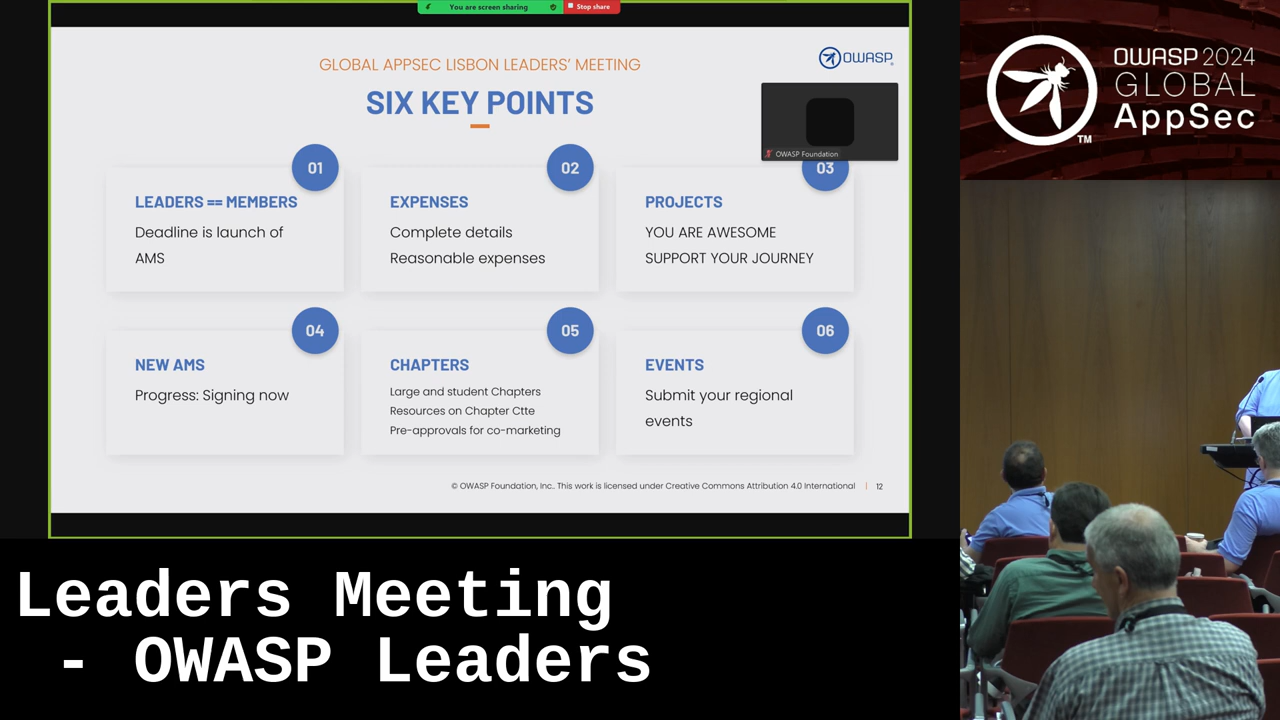 You are screen sharing
Stop share
GLOBAL APPSEC LISBON LEADERS' MEETING
OWASP
SIX KEY POINTS
OWASP Foundation
01
LEADERS == MEMBERS
Deadline is launch of
AMS
02
EXPENSES
Complete details
Reasonable expenses
03
PROJECTS
YOU ARE AWESOME
SUPPORT YOUR JOURNEY
04
NEW AMS
Progress: Signing now
05
CHAPTERS
Large and student Chapters
Resources on Chapter Ctte
Pre-approvals for co-marketing
06
EVENTS
Submit your regional
events
© OWASP Foundation, Inc.. This work is licensed under Creative Commons Attribution 4.0 International | 12
OWASP 2024
GLOBAL
AppSec
TM
Leaders Meeting
- OWASP Leaders